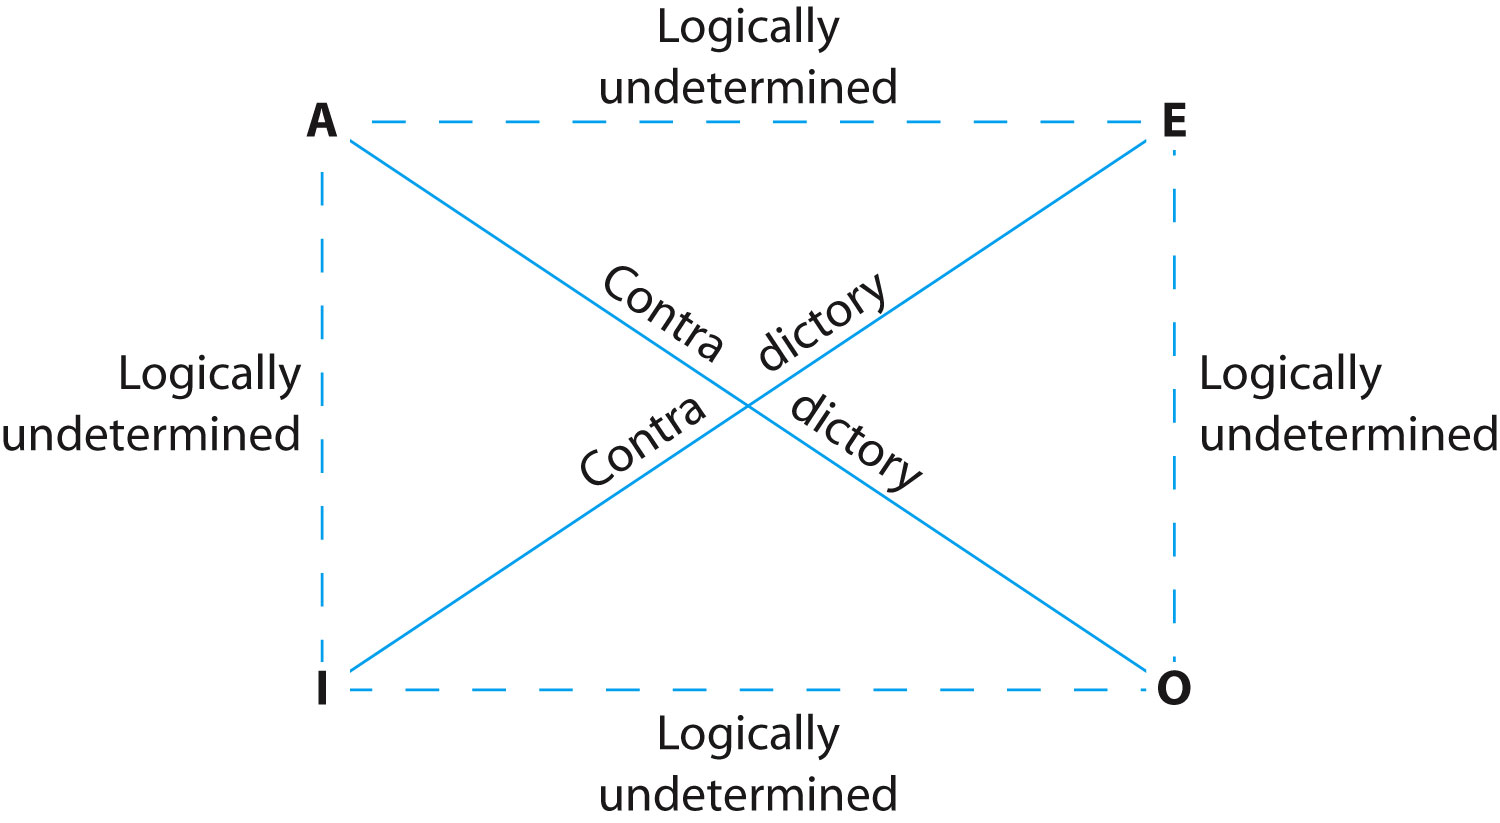 Logically
undetermined
A
E
Contra
dictory
Logically
undetermined
Logically
undetermined
Contra
dictory
I
O
Logically
undetermined